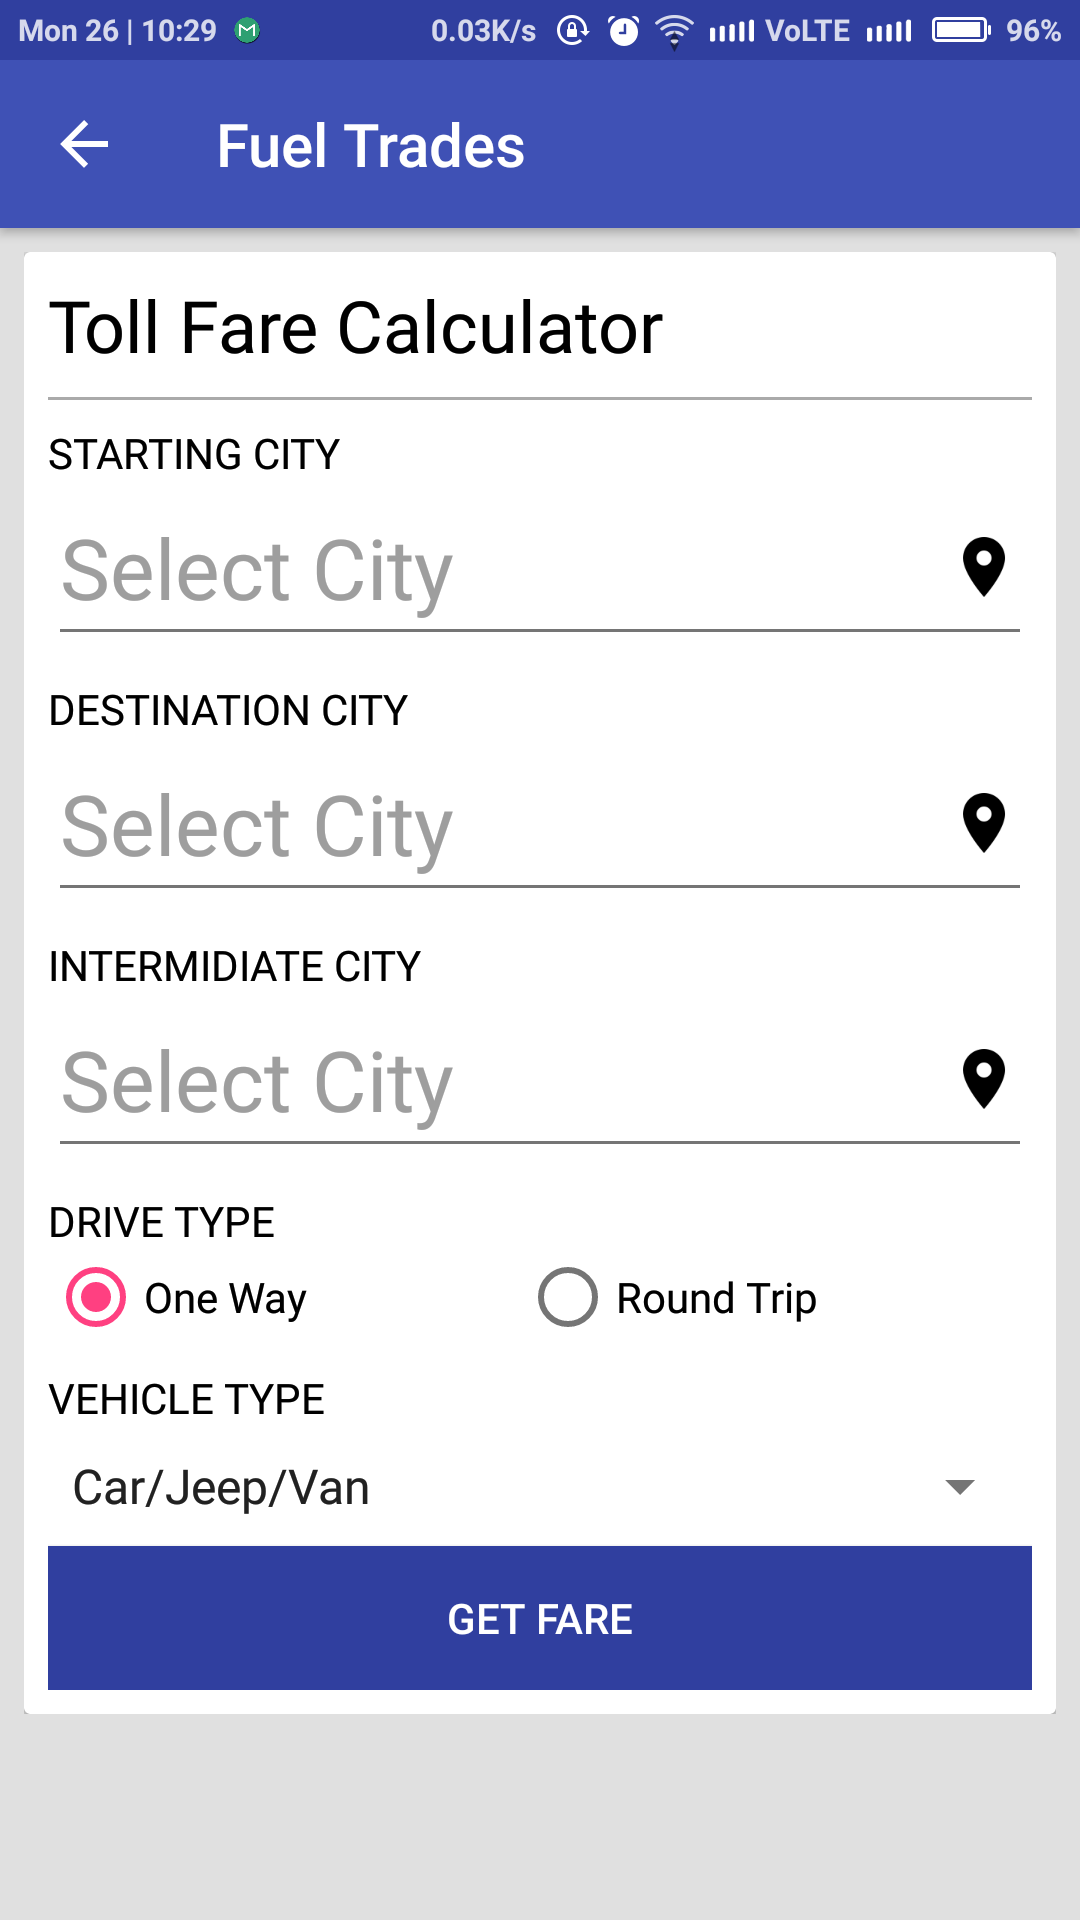 Mon 26 | 10:29 0.03K/s VoLTE 96%
Fuel Trades
Toll Fare Calculator
STARTING CITY
Select City
DESTINATION CITY
Select City
INTERMIDIATE CITY
Select City
DRIVE TYPE
One Way Round Trip
VEHICLE TYPE
Car/Jeep/Van
GET FARE